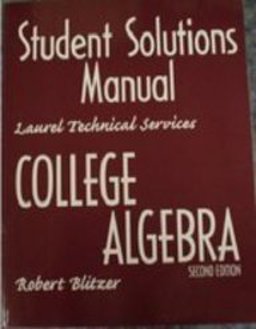 Student Solutions
Manual
Laurel Technical Services
COLLEGE
ALGEBRA
SECOND EDITION
Robert Blitzer